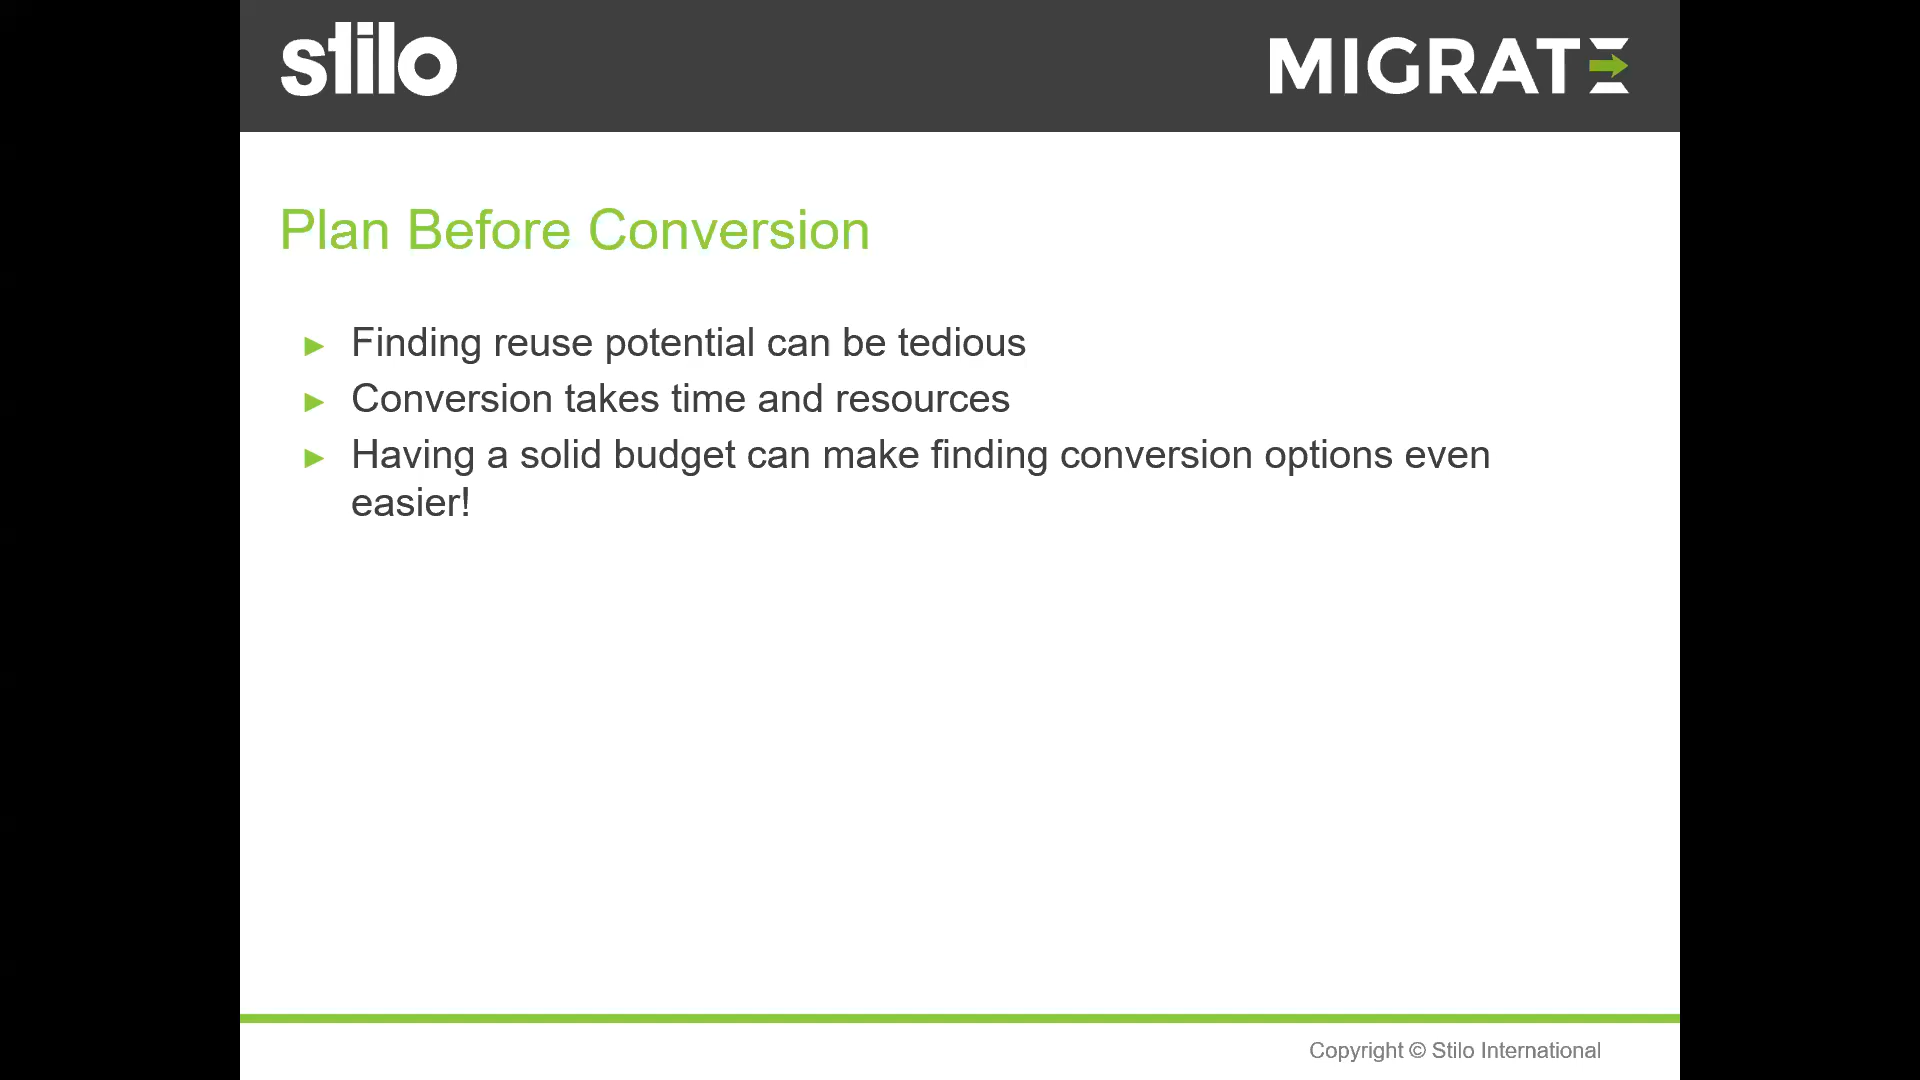 stilo
MIGRATE
Plan Before Conversion
► Finding reuse potential can be tedious
► Conversion takes time and resources
► Having a solid budget can make finding conversion options even
easier!
Copyright © Stilo International